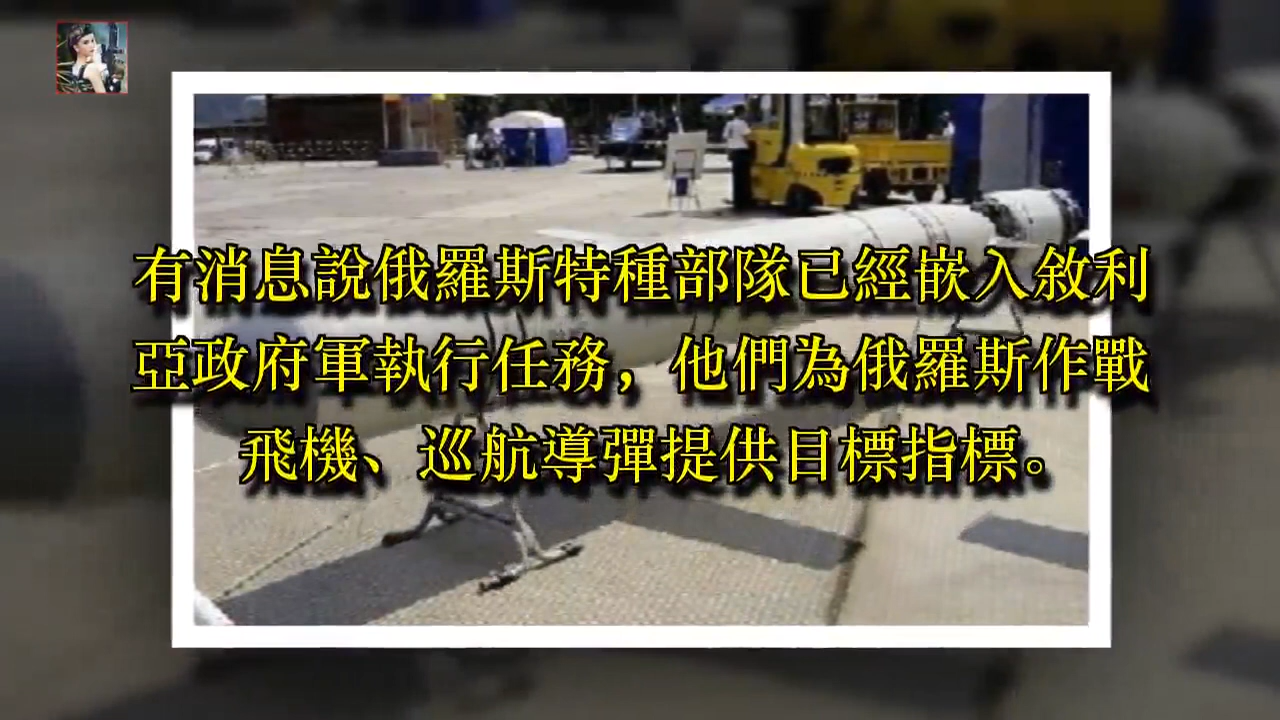 有消息說俄羅斯特種部隊已經嵌入敘利
亞政府軍執行任務，他們為俄羅斯作戰
飛機、巡航導彈提供目標指標。